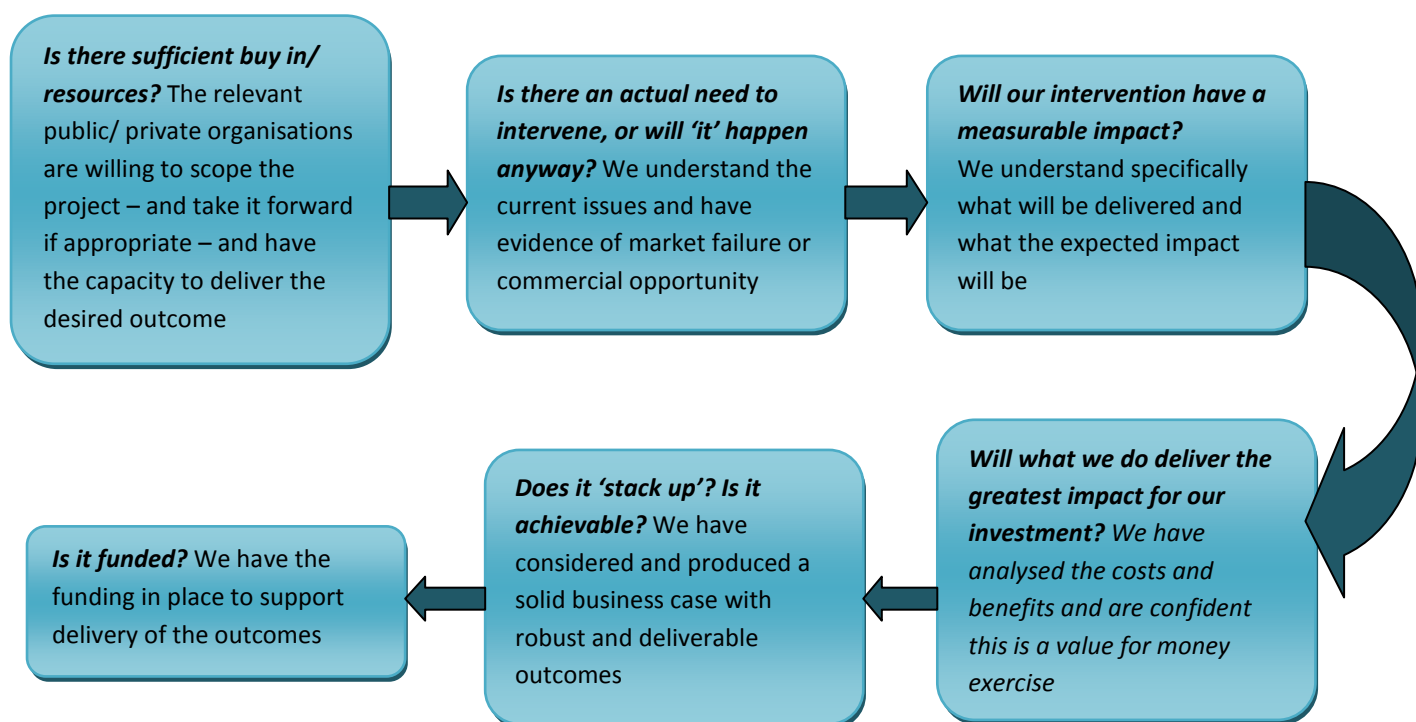 Is there sufficient buy in/
resources? The relevant
public/ private organisations
are willing to scope the
project – and take it forward
if appropriate – and have
the capacity to deliver the
desired outcome
Is there an actual need to
intervene, or will ‘it’ happen
anyway? We understand the
current issues and have
evidence of market failure or
commercial opportunity
Will our intervention have a
measurable impact?
We understand specifically
what will be delivered and
what the expected impact
will be
Will what we do deliver the
greatest impact for our
investment? We have
analysed the costs and
benefits and are confident
this is a value for money
exercise
Does it ‘stack up’? Is it
achievable? We have
considered and produced a
solid business case with
robust and deliverable
outcomes
Is it funded? We have the
funding in place to support
delivery of the outcomes